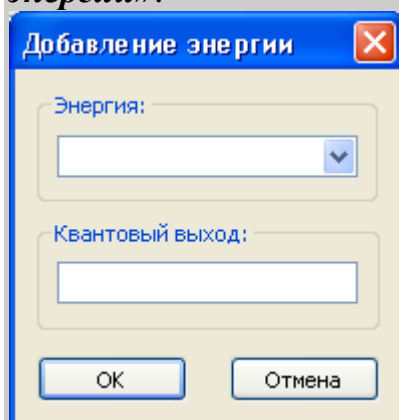 Добавление энергии
Энергия:
Квантовый выход:
OK
Отмена